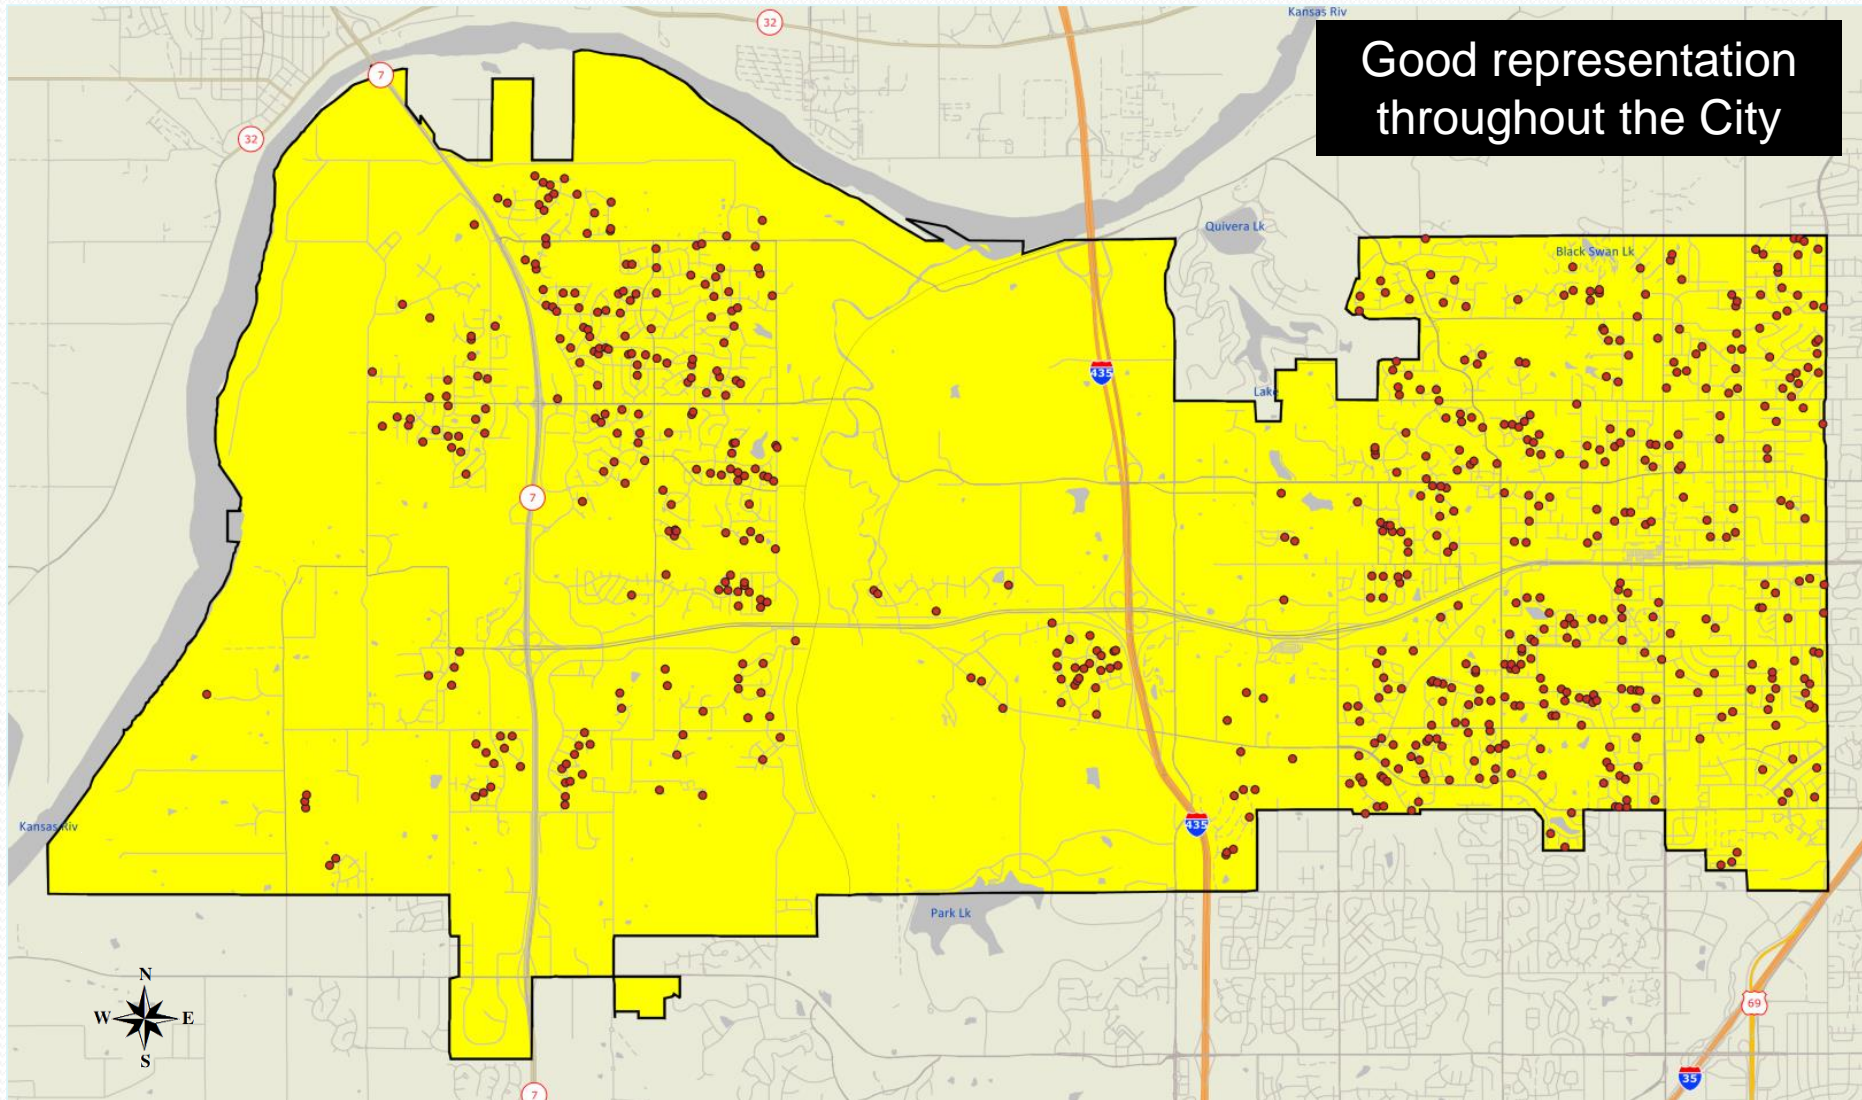 Kansas Riv
32
Good representation
throughout the City
7
32
Quivera Lk
Black Swan Lk
435
Lake
7
435
Kansas Riv
Park Lk
N
W E
S
69
35
7